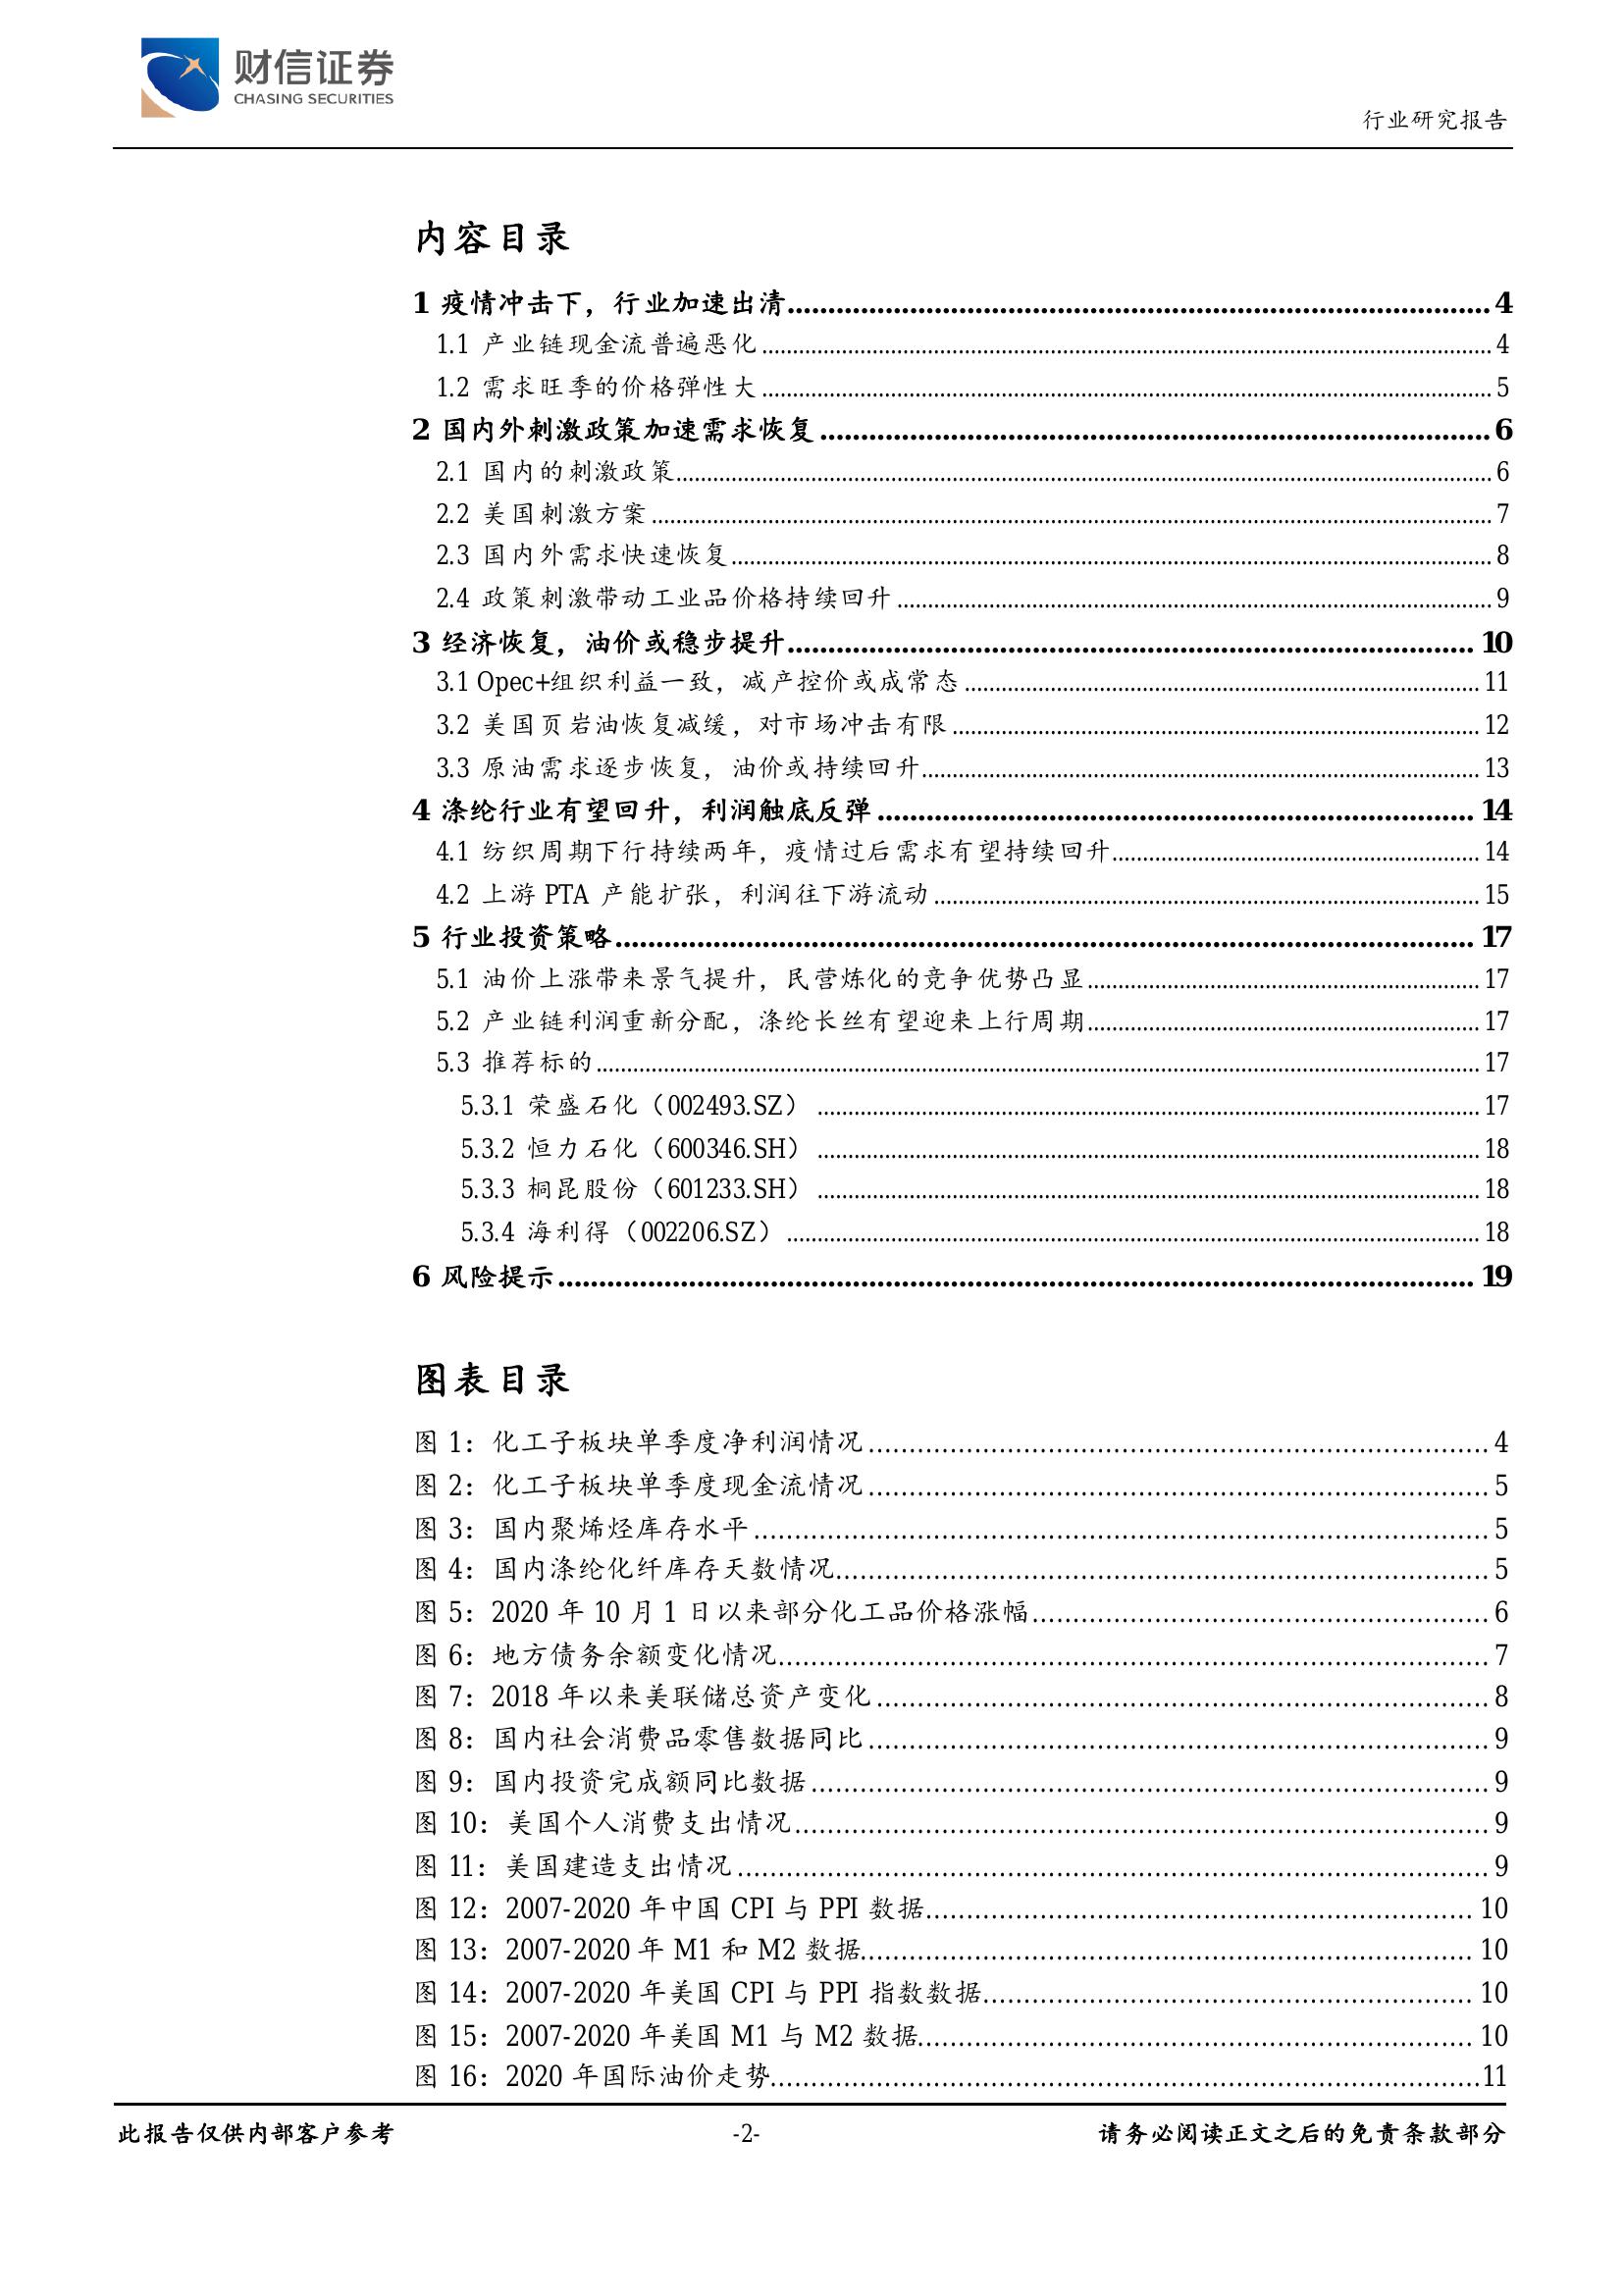 财信证券
CHASING SECURITIES
行业研究报告
内容目录
1 疫情冲击下，行业加速出清 4
1.1 产业链现金流普遍恶化 4
1.2 需求旺季的价格弹性大 5
2 国内外刺激政策加速需求恢复 6
2.1 国内的刺激政策 6
2.2 美国刺激方案 7
2.3 国内外需求快速恢复 8
2.4 政策刺激带动工业品价格持续回升 9
3 经济恢复，油价或稳步提升 10
3.1 Opec+组织利益一致，减产控价或成常态 11
3.2 美国页岩油恢复减缓，对市场冲击有限 12
3.3 原油需求逐步恢复，油价或持续回升 13
4 涤纶行业有望回升，利润触底反弹 14
4.1 纺织周期下行持续两年，疫情过后需求有望持续回升 14
4.2 上游 PTA 产能扩张，利润往下游流动 15
5 行业投资策略 17
5.1 油价上涨带来景气提升，民营炼化的竞争优势凸显 17
5.2 产业链利润重新分配，涤纶长丝有望迎来上行周期 17
5.3 推荐标的 17
5.3.1 荣盛石化（002493.SZ） 17
5.3.2 恒力石化（600346.SH） 18
5.3.3 桐昆股份（601233.SH） 18
5.3.4 海利得（002206.SZ） 18
6 风险提示 19
图表目录
图 1：化工子板块单季度净利润情况 4
图 2：化工子板块单季度现金流情况 5
图 3：国内聚烯烃库存水平 5
图 4：国内涤纶化纤库存天数情况 5
图 5：2020 年 10 月 1 日以来部分化工品价格涨幅 6
图 6：地方债务余额变化情况 7
图 7：2018 年以来美联储总资产变化 8
图 8：国内社会消费品零售数据同比 9
图 9：国内投资完成额同比数据 9
图 10：美国个人消费支出情况 9
图 11：美国建造支出情况 9
图 12：2007-2020 年中国 CPI 与 PPI 数据 10
图 13：2007-2020 年 M1 和 M2 数据 10
图 14：2007-2020 年美国 CPI 与 PPI 指数数据 10
图 15：2007-2020 年美国 M1 与 M2 数据 10
图 16：2020 年国际油价走势 11
此报告仅供内部客户参考 -2- 请务必阅读正文之后的免责条款部分